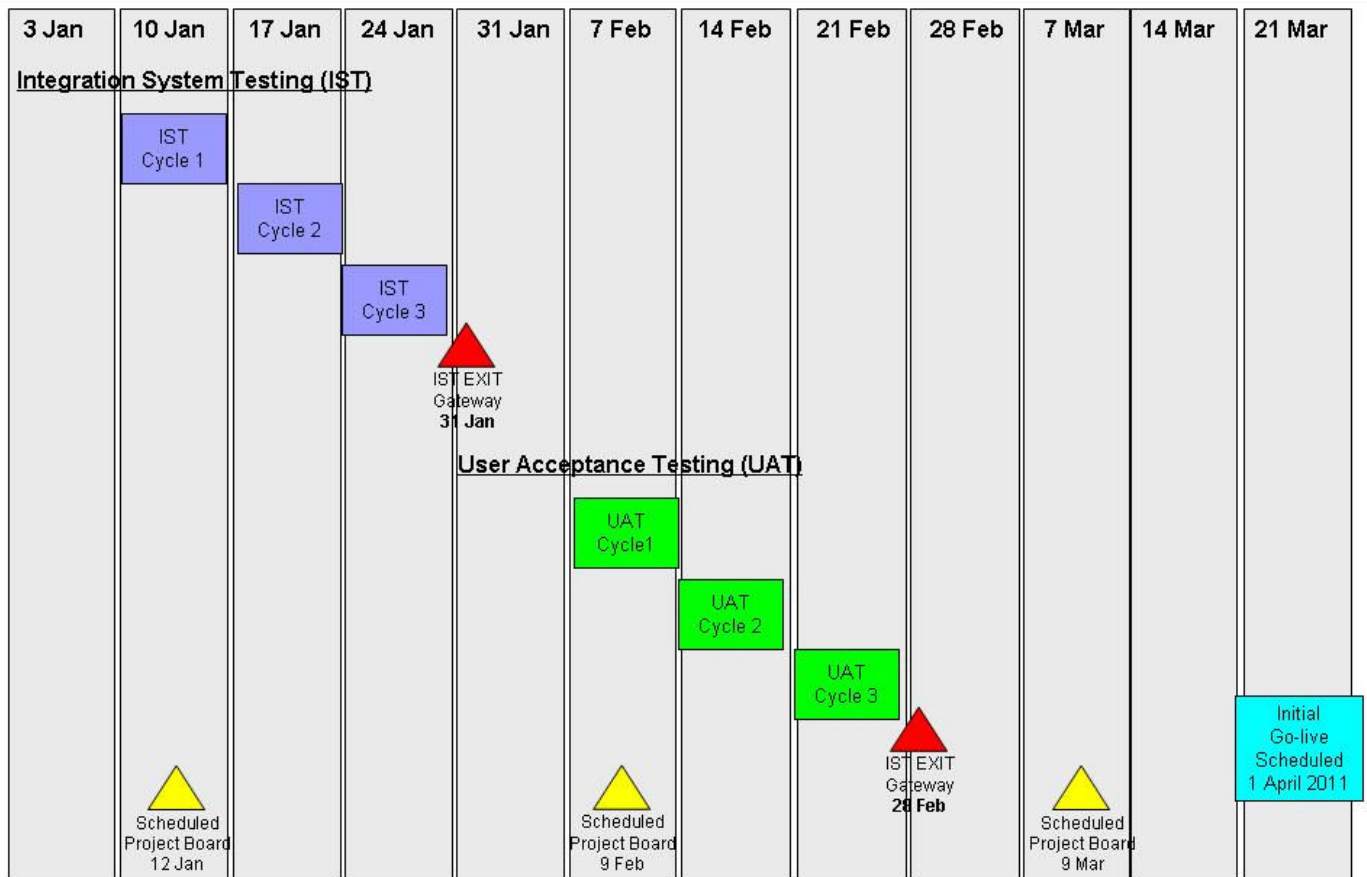 3 Jan
10 Jan
17 Jan
24 Jan
31 Jan
7 Feb
14 Feb
21 Feb
28 Feb
7 Mar
14 Mar
21 Mar
Integration System Testing (IST)
IST
Cycle 1
IST
Cycle 2
IST
Cycle 3
IST EXIT
Gateway
31 Jan
User Acceptance Testing (UAT)
UAT
Cycle1
UAT
Cycle 2
UAT
Cycle 3
IST EXIT
Gateway
28 Feb
Initial
Go-live
Scheduled
1 April 2011
Scheduled
Project Board
12 Jan
Scheduled
Project Board
9 Feb
Scheduled
Project Board
9 Mar